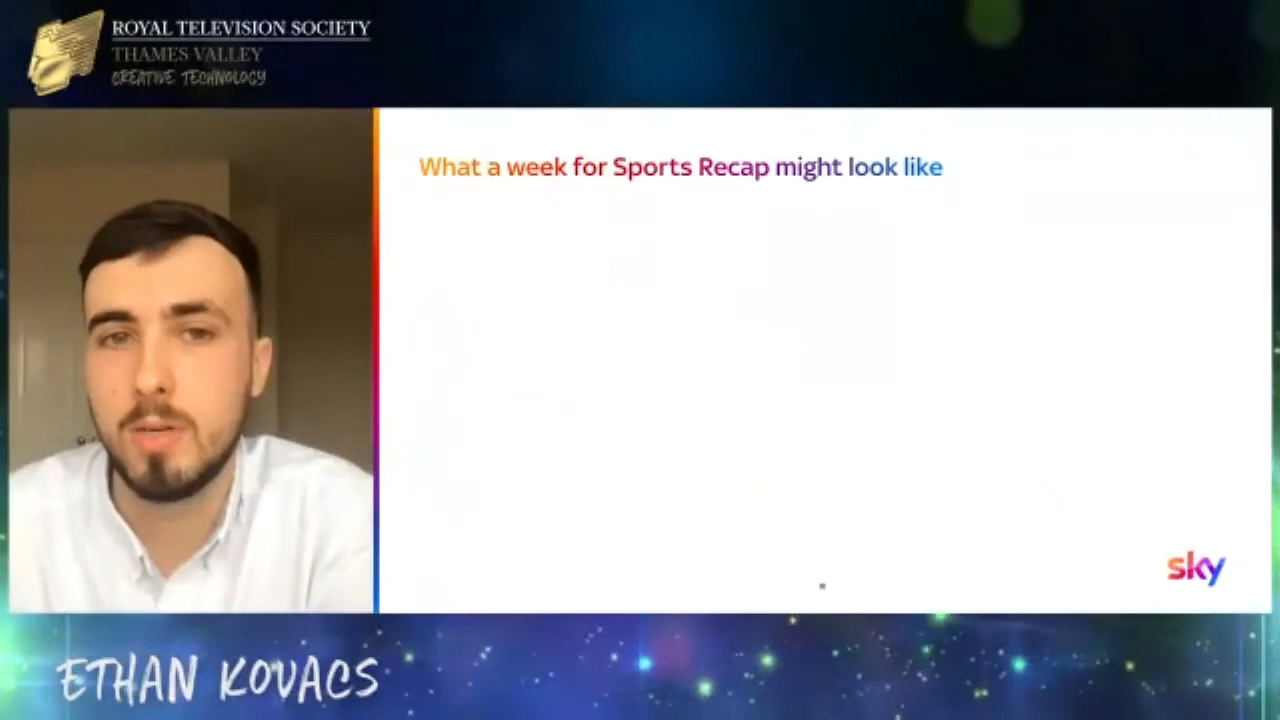 ROYAL TELEVISION SOCIETY
THAMES VALLEY
CREATIVE TECHNOLOGY
What a week for Sports Recap might look like
sky
ETHAN KOVACS